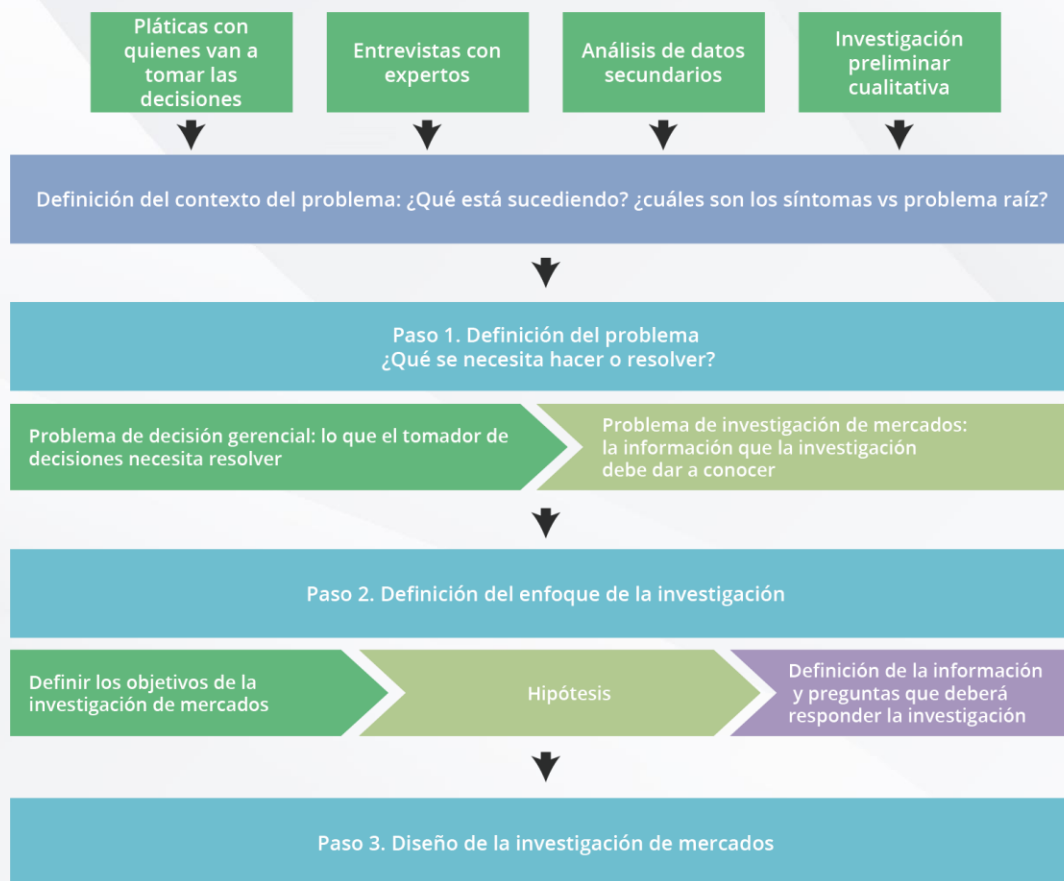 Pláticas con
quienes van a
tomar las
decisiones
Entrevistas con
expertos
Análisis de datos
secundarios
Investigación
preliminar
cualitativa
Definición del contexto del problema: ¿Qué está sucediendo? ¿cuáles son los síntomas vs problema raíz?
Paso 1. Definición del problema
¿Qué se necesita hacer o resolver?
Problema de decisión gerencial: lo que el tomador de
decisiones necesita resolver
Problema de investigación de mercados:
la información que la investigación
debe dar a conocer
Paso 2. Definición del enfoque de la investigación
Definir los objetivos de la
investigación de mercados
Hipótesis
Definición de la información
y preguntas que deberá
responder la investigación
Paso 3. Diseño de la investigación de mercados